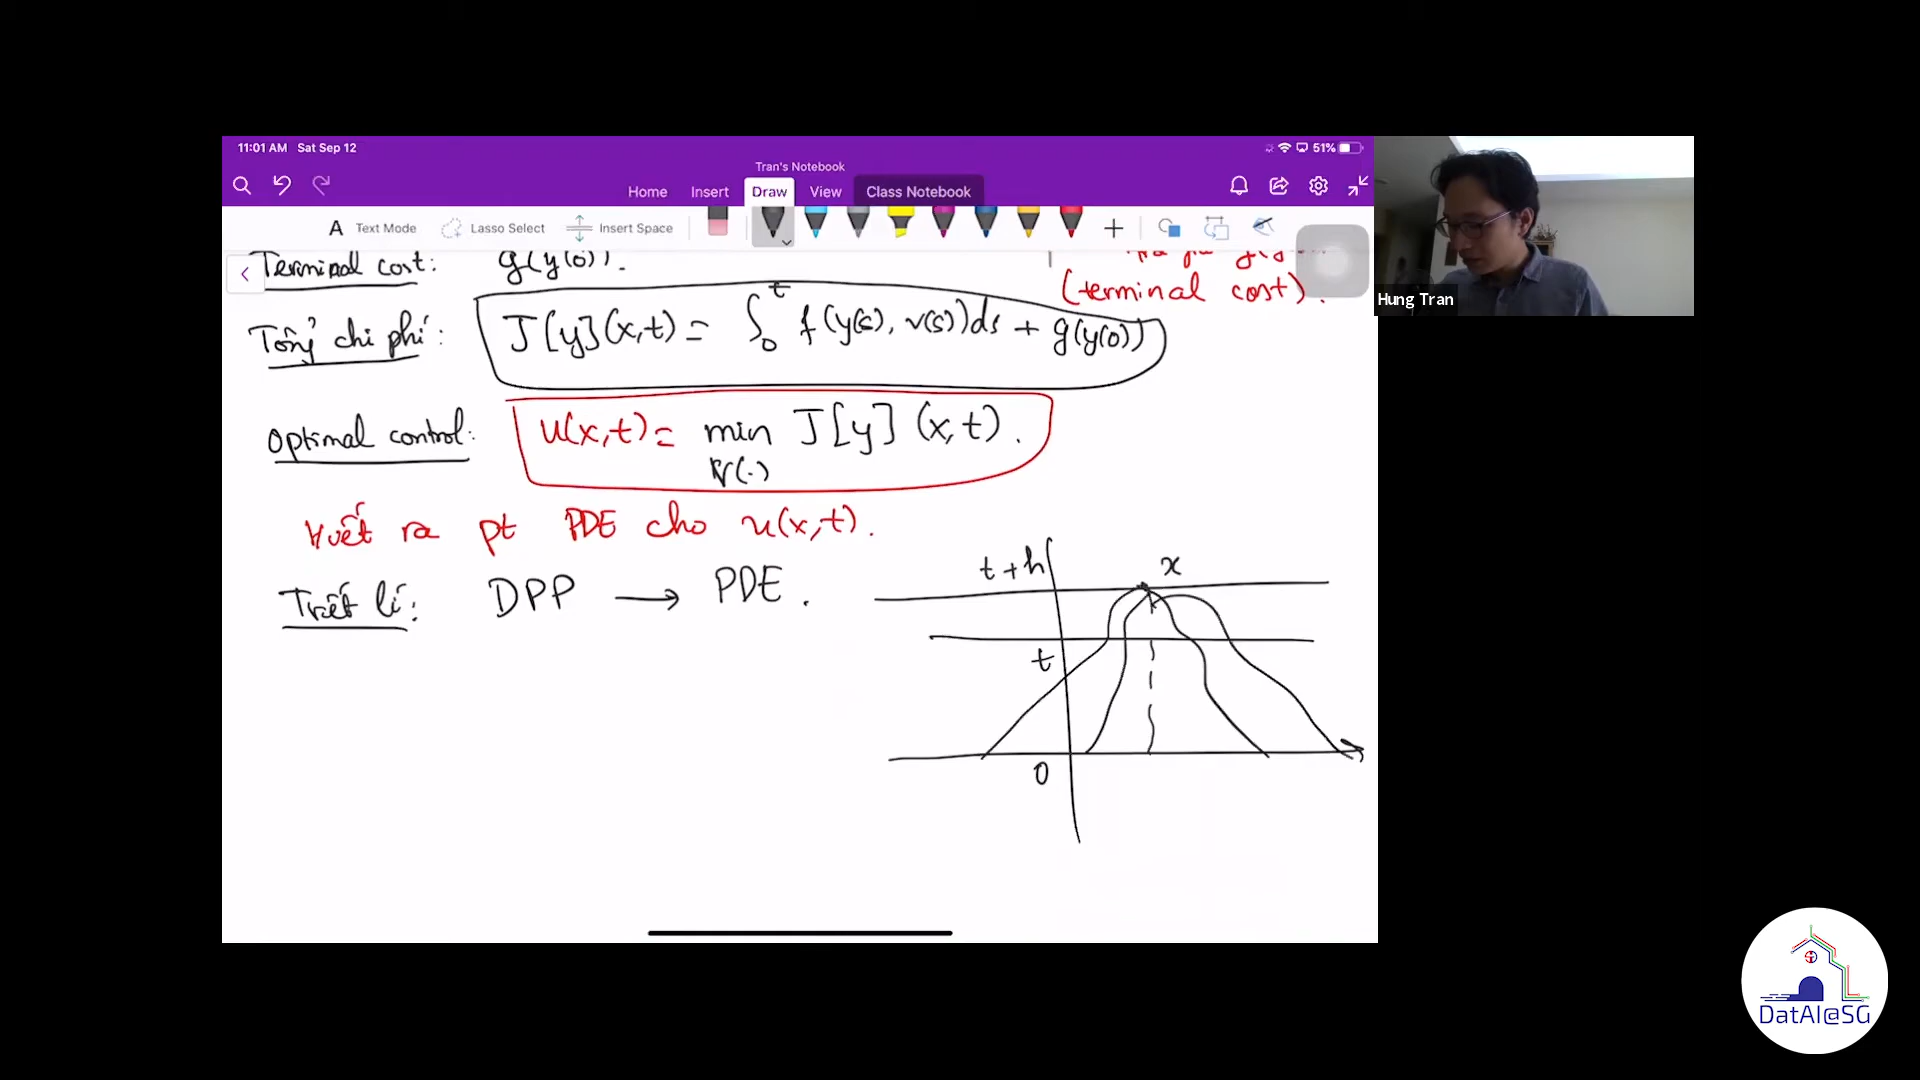 11:01 AM Sat Sep 12
51%
Tran's Notebook
Home Insert Draw View Class Notebook
A Text Mode Lasso Select Insert Space
Terminal cost: g(y(0)).
(terminal cost).
Tổng chi phí: J[y](x,t) = ∫₀ᵗ f(y(s), v(s))ds + g(y(0))
Optimal control: u(x,t) = min J[y](x,t).
v(·)
Viết ra pt PDE cho u(x,t).
Triết lí: DPP → PDE.
t+h x
t
0
Hung Tran
DatAI@SG